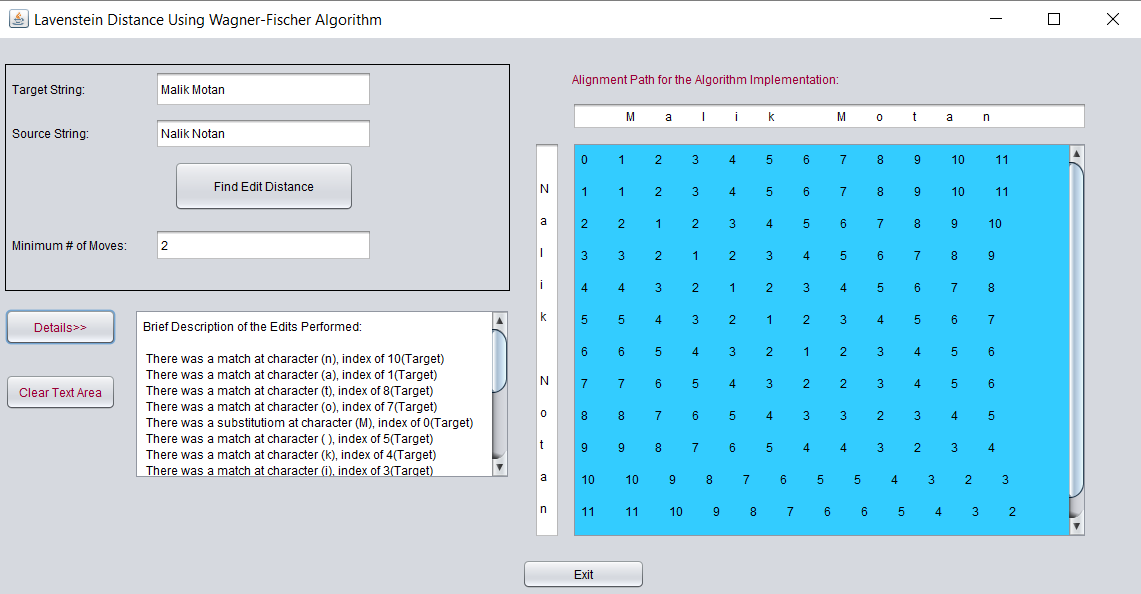 Lavenstein Distance Using Wagner-Fischer Algorithm
Target String: Malik Motan
Source String: Nalik Notan
Find Edit Distance
Minimum # of Moves: 2
Details>>
Clear Text Area
Brief Description of the Edits Performed:
There was a match at character (n), index of 10(Target)
There was a match at character (a), index of 1(Target)
There was a match at character (t), index of 8(Target)
There was a match at character (o), index of 7(Target)
There was a substitutiom at character (M), index of 0(Target)
There was a match at character ( ), index of 5(Target)
There was a match at character (k), index of 4(Target)
There was a match at character (i), index of 3(Target)
Alignment Path for the Algorithm Implementation:
M a l i k M o t a n
0 1 2 3 4 5 6 7 8 9 10 11
N 1 1 2 3 4 5 6 7 8 9 10 11
a 2 2 1 2 3 4 5 6 7 8 9 10
l 3 3 2 1 2 3 4 5 6 7 8 9
i 4 4 3 2 1 2 3 4 5 6 7 8
k 5 5 4 3 2 1 2 3 4 5 6 7
6 6 5 4 3 2 1 2 3 4 5 6
N 7 7 6 5 4 3 2 2 3 4 5 6
o 8 8 7 6 5 4 3 3 2 3 4 5
t 9 9 8 7 6 5 4 4 3 2 3 4
a 10 10 9 8 7 6 5 5 4 3 2 3
n 11 11 10 9 8 7 6 6 5 4 3 2
Exit